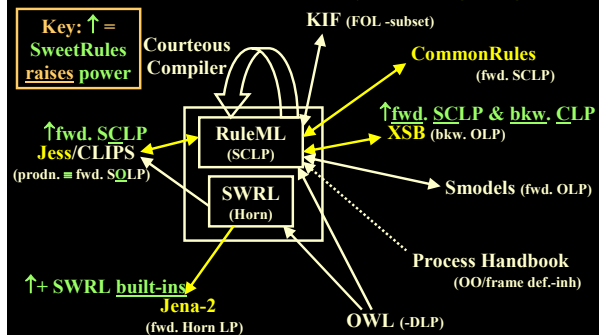 Key: ↑ =
SweetRules
raises power
Courteous
Compiler
KIF (FOL -subset)
CommonRules
(fwd. SCLP)
↑fwd. SCLP & bkw. CLP
XSB (bkw. OLP)
↑fwd. SCLP
Jess/CLIPS
(prodn. ≡ fwd. SOLP)
RuleML
(SCLP)
SWRL
(Horn)
Smodels (fwd. OLP)
Process Handbook
(OO/frame def.-inh)
↑+ SWRL built-ins
Jena-2
(fwd. Horn LP)
OWL (-DLP)